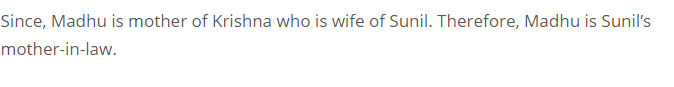 Since, Madhu is mother of Krishna who is wife of Sunil. Therefore, Madhu is Sunil’s
mother-in-law.